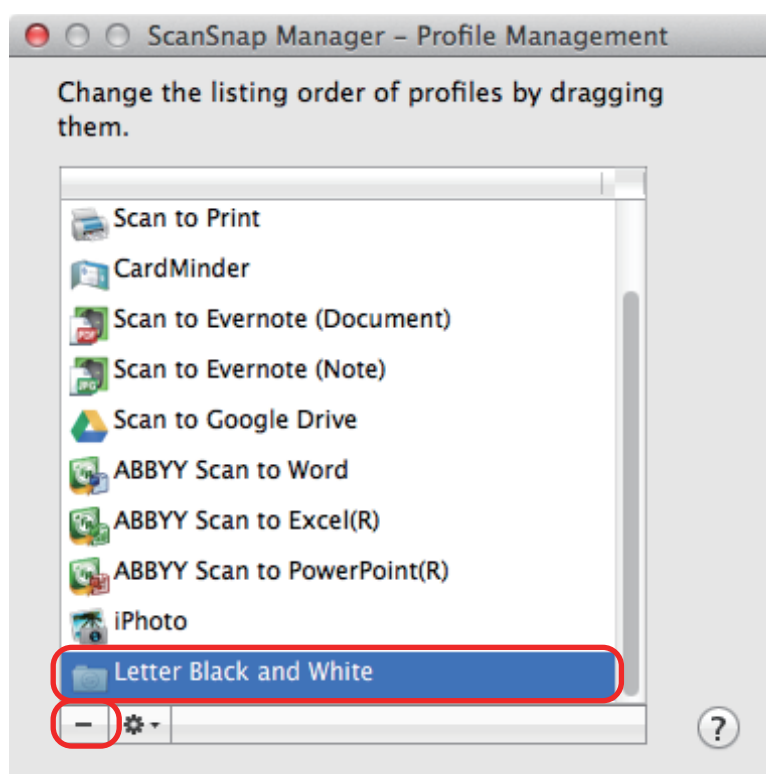 ScanSnap Manager – Profile Management
Change the listing order of profiles by dragging
them.
Scan to Print
CardMinder
Scan to Evernote (Document)
PDF
Scan to Evernote (Note)
JPG
Scan to Google Drive
ABBYY Scan to Word
ABBYY Scan to Excel(R)
ABBYY Scan to PowerPoint(R)
iPhoto
Letter Black and White
?